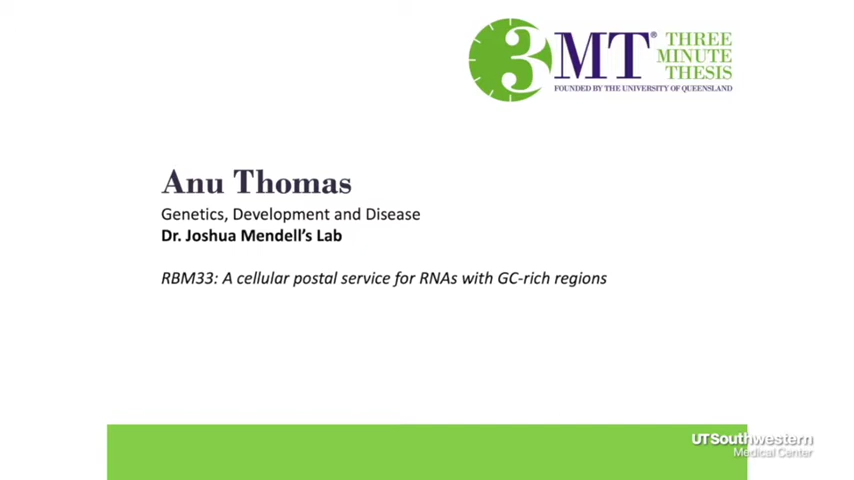 3MT® THREE
MINUTE
THESIS
FOUNDED BY THE UNIVERSITY OF QUEENSLAND
Anu Thomas
Genetics, Development and Disease
Dr. Joshua Mendell's Lab
RBM33: A cellular postal service for RNAs with GC-rich regions
UTSouthwestern
Medical Center